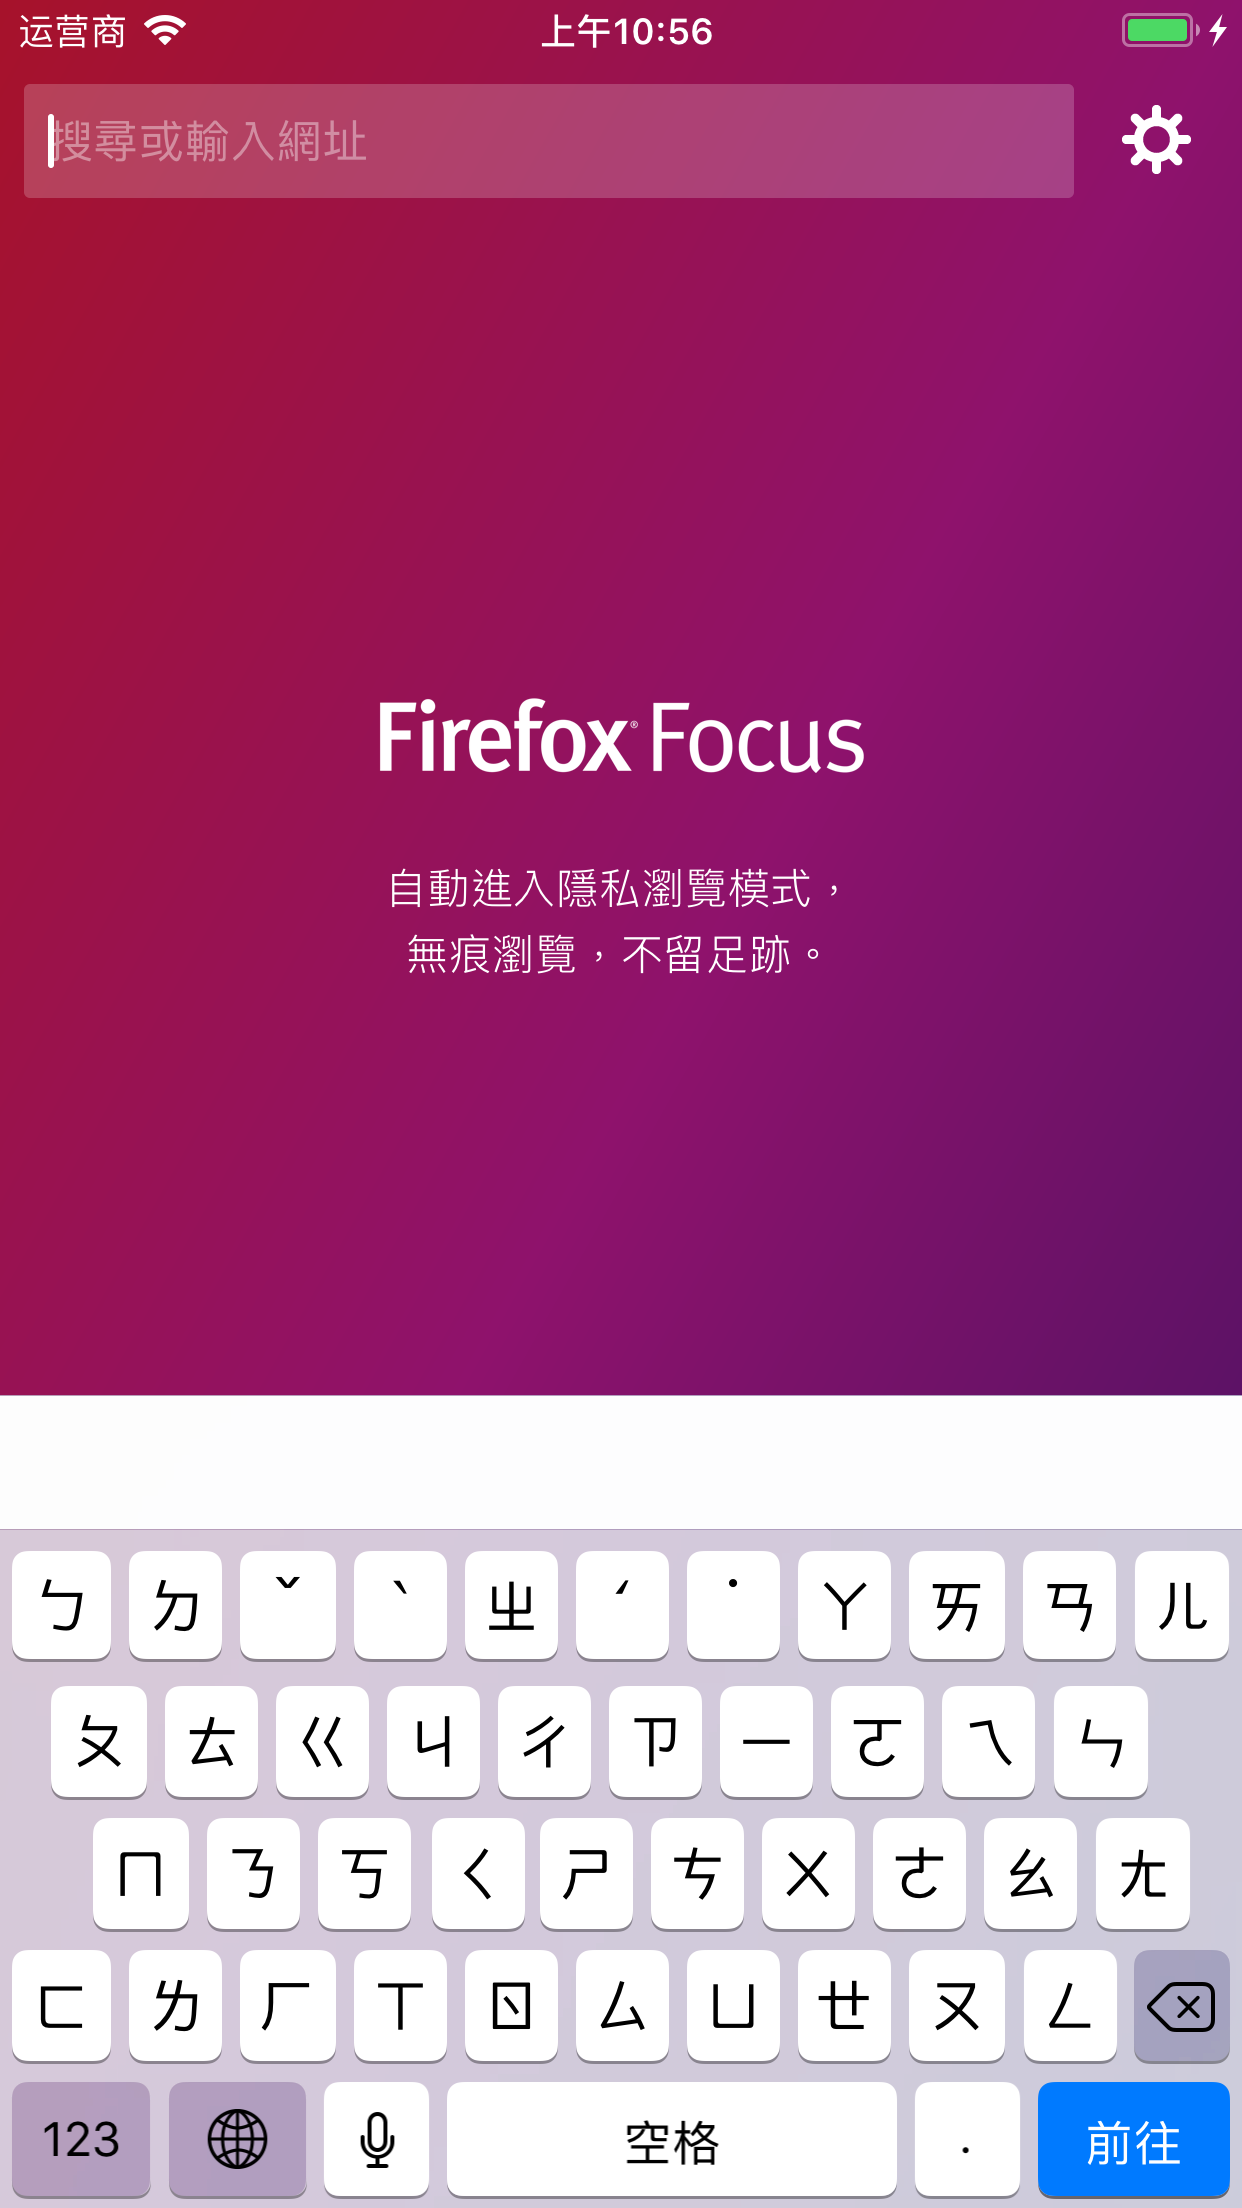 运营商 上午10:56
搜尋或輸入網址
Firefox® Focus
自動進入隱私瀏覽模式，
無痕瀏覽，不留足跡。
ㄅ ㄉ ˇ ˋ ㄓ ˊ ˙ ㄚ ㄞ ㄢ ㄦ
ㄆ ㄊ ㄍ ㄐ ㄔ ㄗ ㄧ ㄛ ㄟ ㄣ
ㄇ ㄋ ㄎ ㄑ ㄕ ㄘ ㄨ ㄜ ㄠ ㄤ
ㄈ ㄌ ㄏ ㄒ ㄖ ㄙ ㄩ ㄝ ㄡ ㄥ
123 空格 . 前往